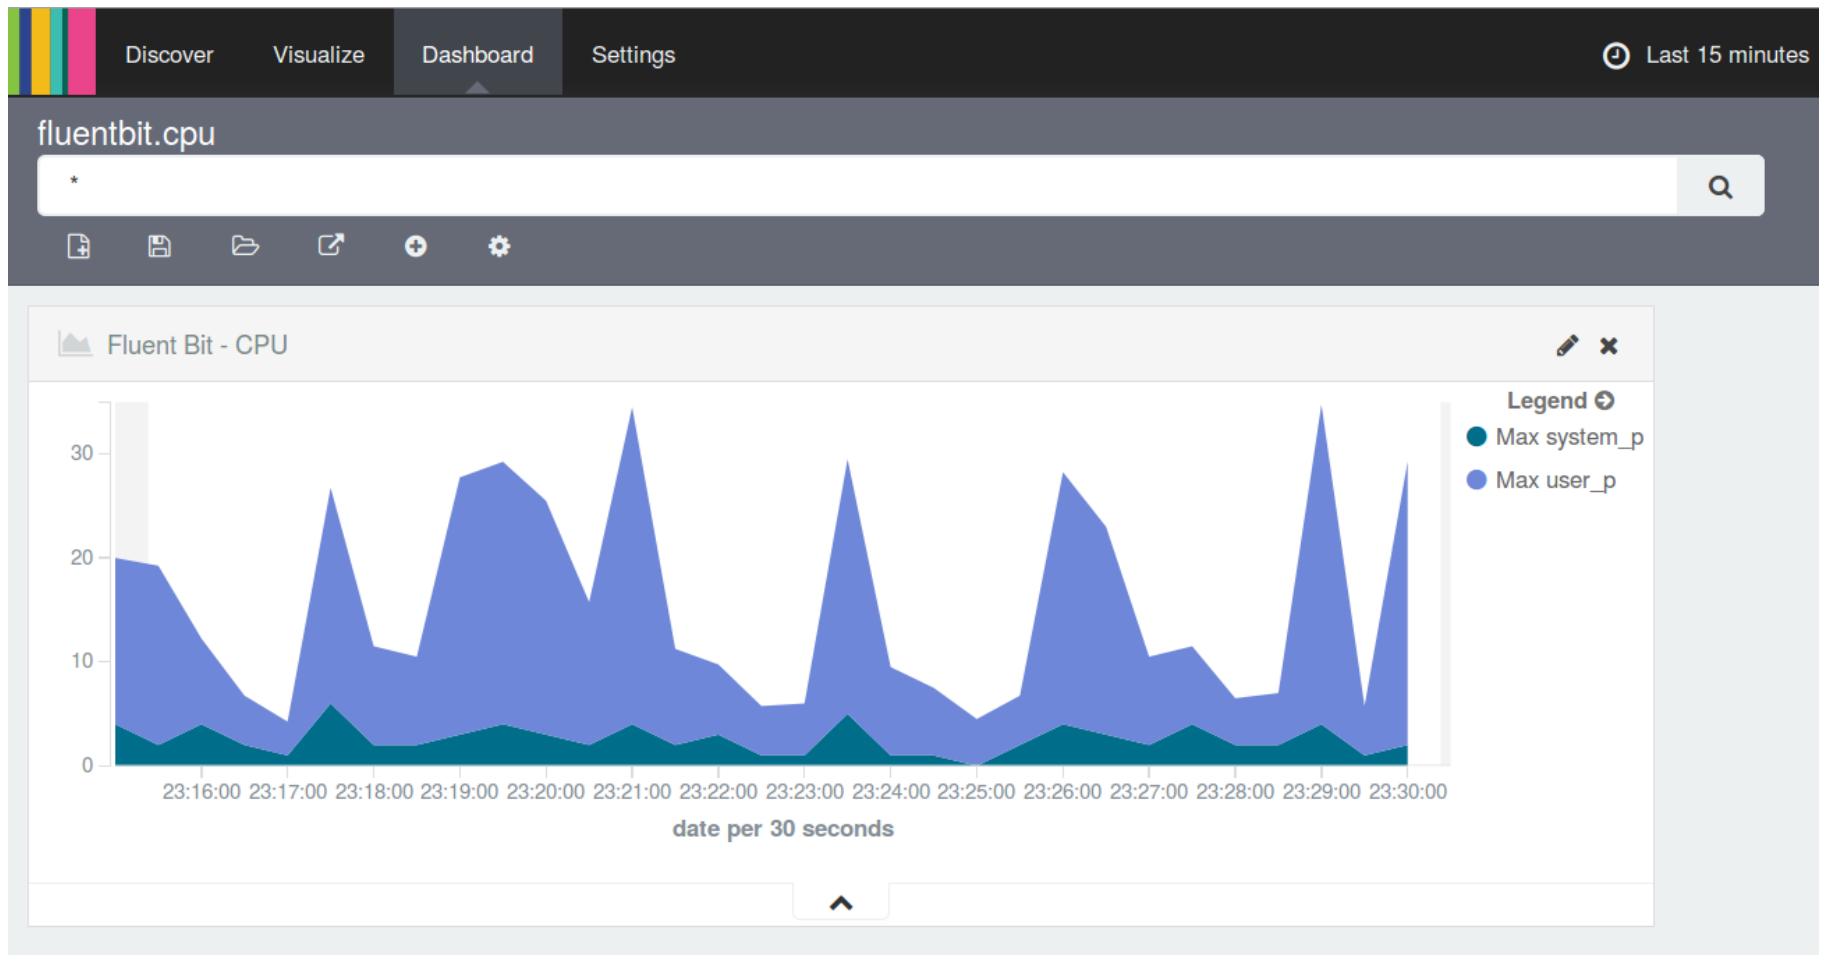 Discover Visualize Dashboard Settings Last 15 minutes
fluentbit.cpu
*
Fluent Bit - CPU
Legend
Max system_p
Max user_p
30
20
10
0
23:16:00 23:17:00 23:18:00 23:19:00 23:20:00 23:21:00 23:22:00 23:23:00 23:24:00 23:25:00 23:26:00 23:27:00 23:28:00 23:29:00 23:30:00
date per 30 seconds